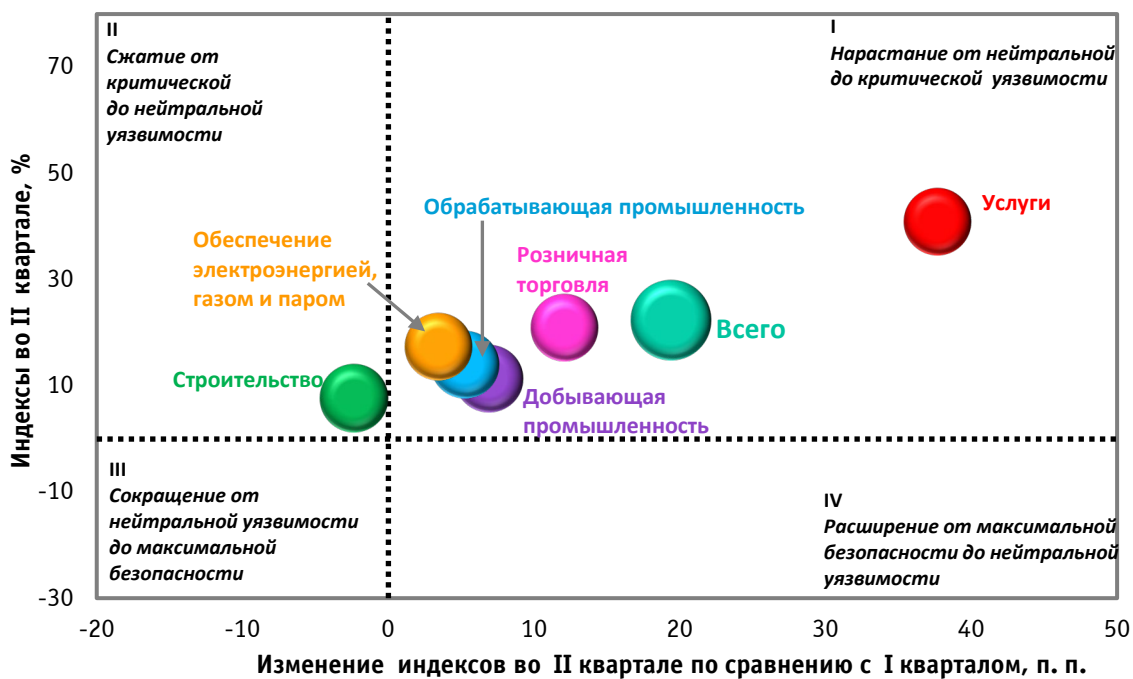 II
Сжатие от
критической
до нейтральной
уязвимости
I
Нарастание от нейтральной
до критической уязвимости
Индексы во II квартале, %
70
50
30
10
-10
-30
Услуги
Обрабатывающая промышленность
Обеспечение
электроэнергией,
газом и паром
Розничная
торговля
Всего
Строительство
Добывающая
промышленность
III
Сокращение от
нейтральной уязвимости
до максимальной
безопасности
IV
Расширение от максимальной
безопасности до нейтральной
уязвимости
-20
-10
0
10
20
30
40
50
Изменение индексов во II квартале по сравнению с I кварталом, п. п.